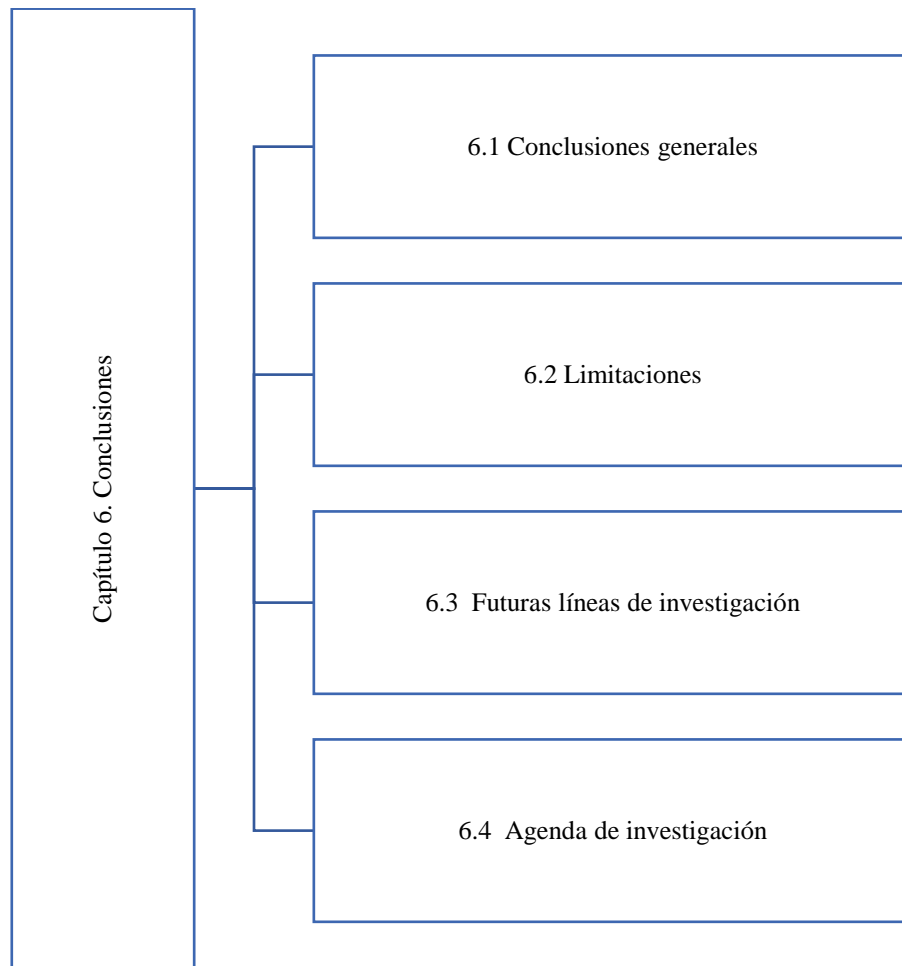 Capítulo 6. Conclusiones
6.1 Conclusiones generales
6.2 Limitaciones
6.3 Futuras líneas de investigación
6.4 Agenda de investigación